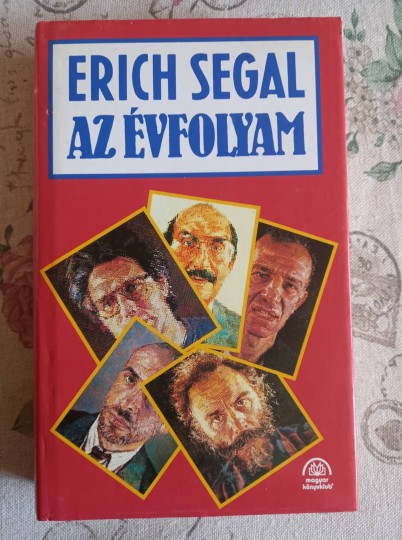 ERICH SEGAL
AZ ÉVFOLYAM
magyar
könyvklub